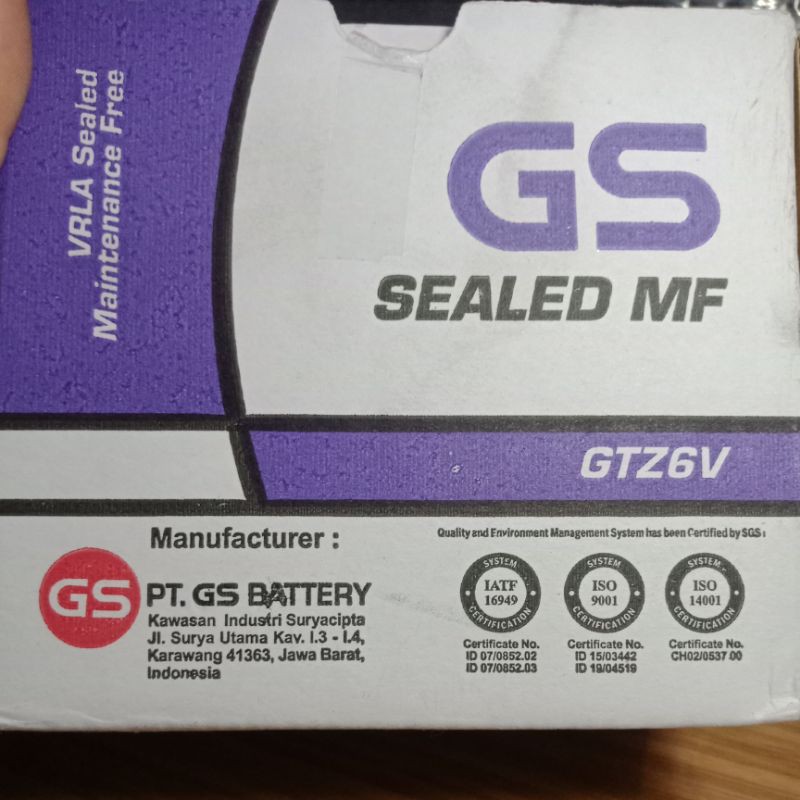 VRLA Sealed
Maintenance Free
GS
SEALED MF
GTZ6V
Manufacturer :
GS
PT. GS BATTERY
Kawasan Industri Suryacipta
Jl. Surya Utama Kav. I.3 - I.4,
Karawang 41363, Jawa Barat,
Indonesia
Quality and Environment Management System has been Certified by SGS :
SYSTEM
IATF
16949
CERTIFICATION
Certificate No.
ID 07/0852.02
ID 07/0852.03
SYSTEM
ISO
9001
CERTIFICATION
Certificate No.
ID 15/03442
ID 19/04519
SYSTEM
ISO
14001
CERTIFICATION
Certificate No.
CH02/0537 00